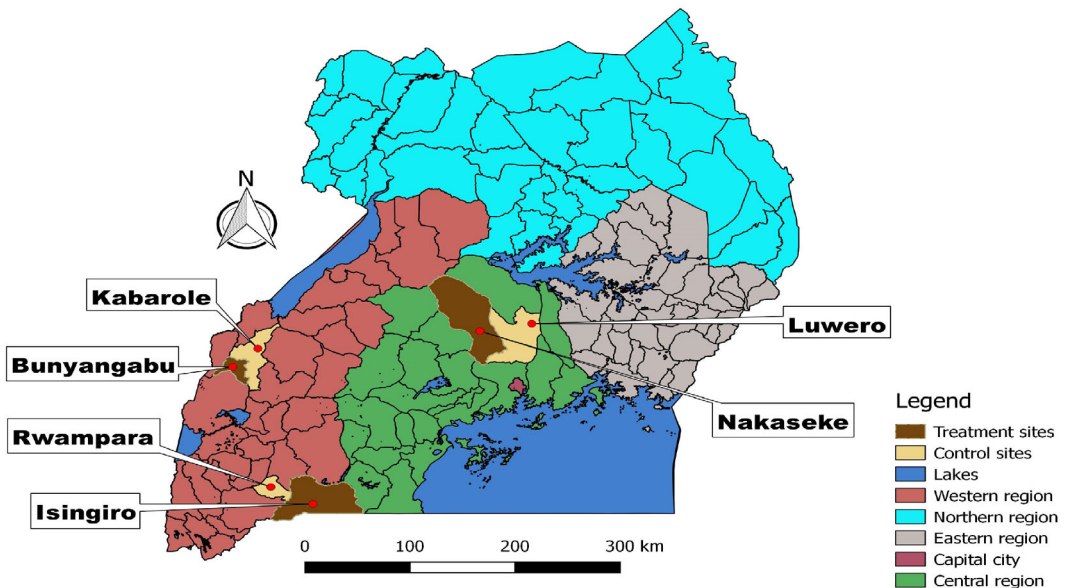 N
Kabarole
Bunyangabu
Rwampara
Isingiro
Luwero
Nakaseke
0 100 200 300 km
Legend
Treatment sites
Control sites
Lakes
Western region
Northern region
Eastern region
Capital city
Central region